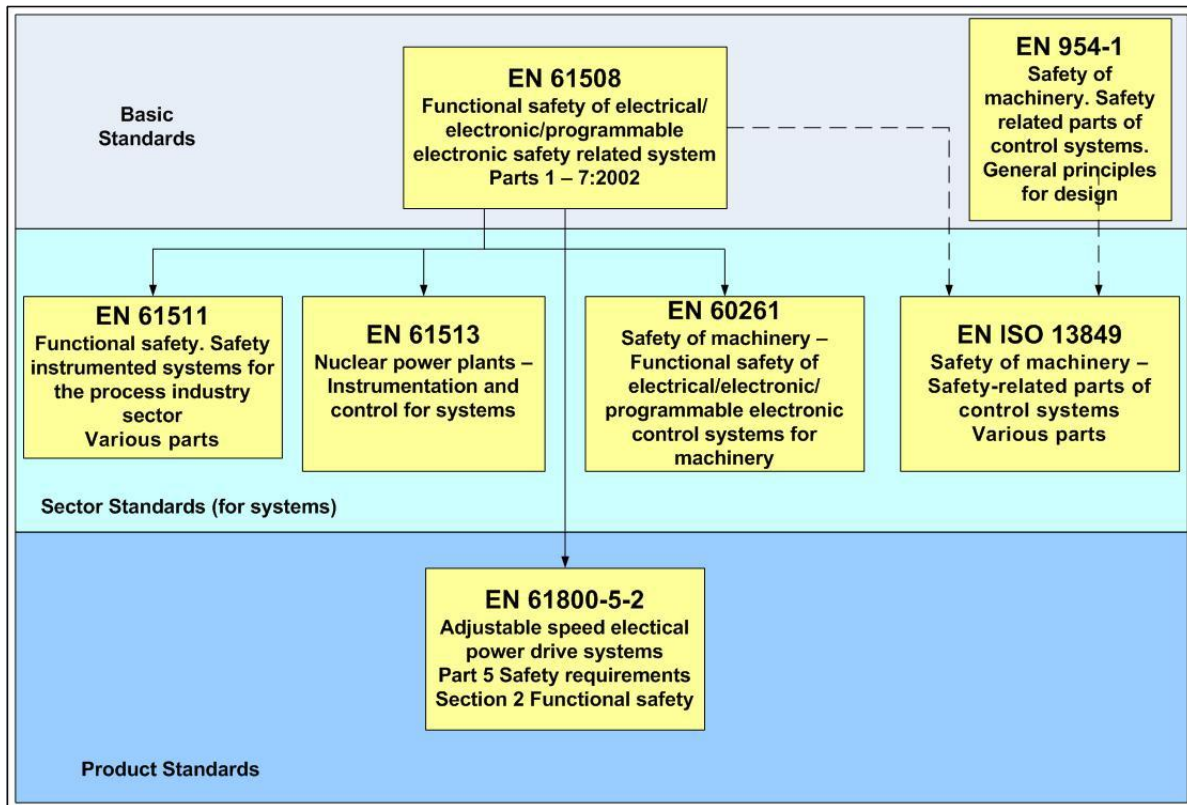 Basic
Standards
EN 61508
Functional safety of electrical/
electronic/programmable
electronic safety related system
Parts 1 – 7:2002
EN 954-1
Safety of
machinery. Safety
related parts of
control systems.
General principles
for design
EN 61511
Functional safety. Safety
instrumented systems for
the process industry
sector
Various parts
EN 61513
Nuclear power plants –
Instrumentation and
control for systems
EN 60261
Safety of machinery –
Functional safety of
electrical/electronic/
programmable electronic
control systems for
machinery
EN ISO 13849
Safety of machinery –
Safety-related parts of
control systems
Various parts
Sector Standards (for systems)
EN 61800-5-2
Adjustable speed electical
power drive systems
Part 5 Safety requirements
Section 2 Functional safety
Product Standards